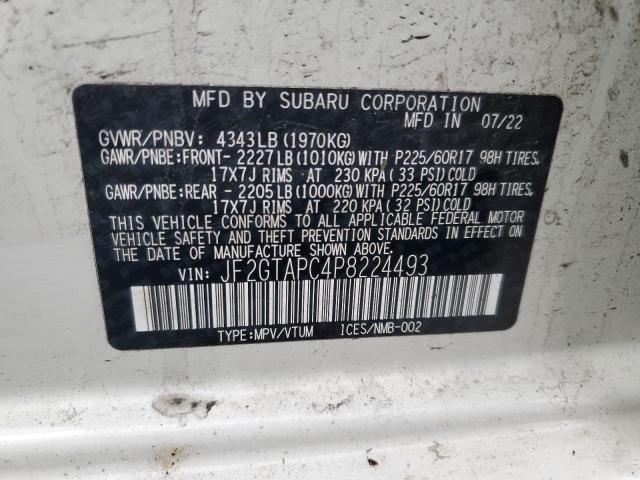 MFD BY SUBARU CORPORATION
MFD IN 07/22
GVWR/PNBV: 4343LB (1970KG)
GAWR/PNBE:FRONT- 2227LB (1010KG) WITH P225/60R17 98H TIRES,
17X7J RIMS AT 230 KPA (33 PSI) COLD
GAWR/PNBE:REAR - 2205LB (1000KG) WITH P225/60R17 98H TIRES,
17X7J RIMS AT 220 KPA (32 PSI) COLD
THIS VEHICLE CONFORMS TO ALL APPLICABLE FEDERAL MOTOR
VEHICLE SAFETY AND THEFT PREVENTION STANDARDS IN EFFECT ON
THE DATE OF MANUFACTURE SHOWN ABOVE.
VIN: JF2GTAPC4P8224493
TYPE:MPV/VTUM ICES/NMB-002